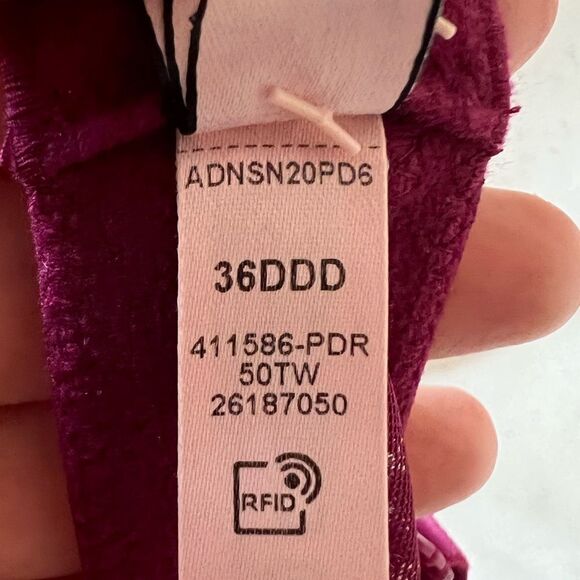 ADNSN20PD6
36DDD
411586-PDR
50TW
26187050
RFID